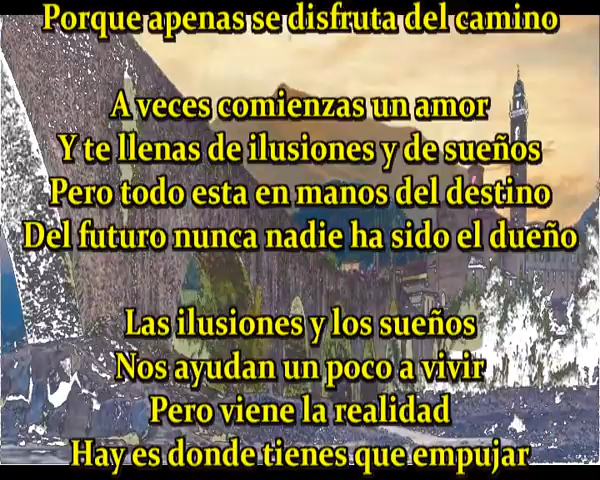 Porque apenas se disfruta del camino
A veces comienzas un amor
Y te llenas de ilusiones y de sueños
Pero todo esta en manos del destino
Del futuro nunca nadie ha sido el dueño
Las ilusiones y los sueños
Nos ayudan un poco a vivir
Pero viene la realidad
Hay es donde tienes que empujar